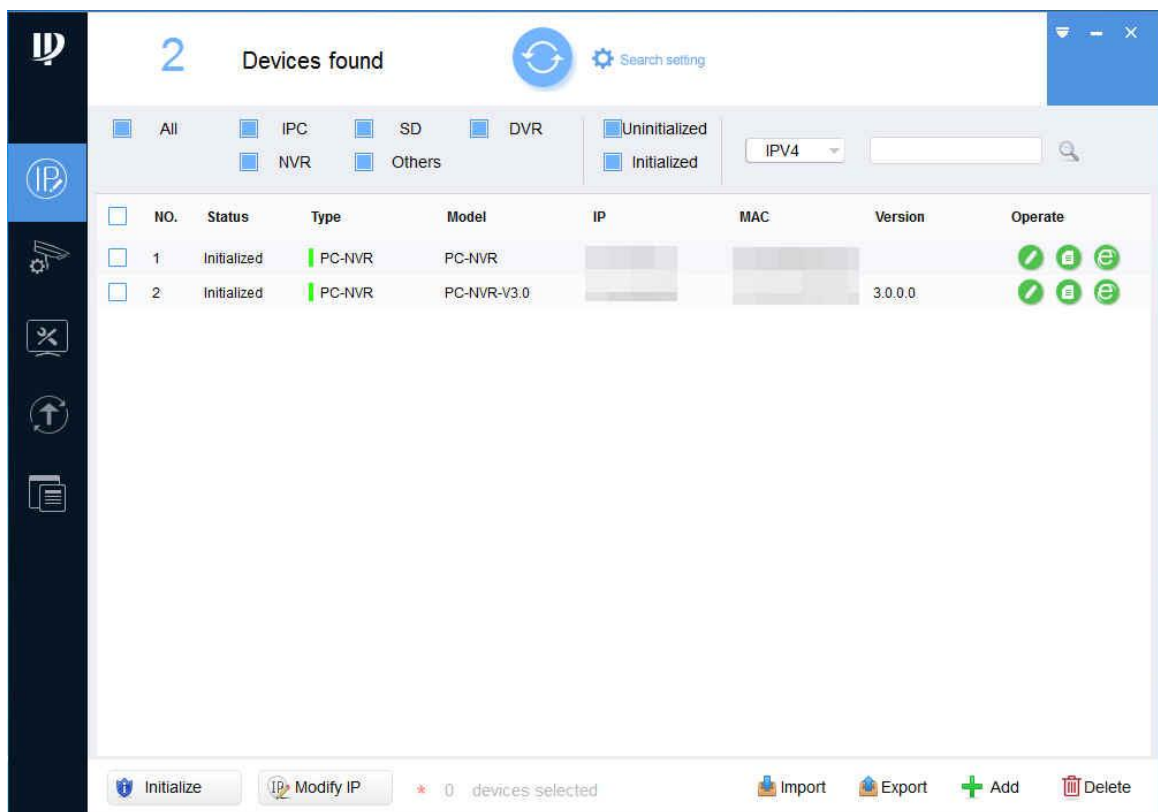 2 Devices found Search setting
All IPC SD DVR Uninitialized
NVR Others Initialized IPV4
NO. Status Type Model IP MAC Version Operate
1 Initialized PC-NVR PC-NVR
2 Initialized PC-NVR PC-NVR-V3.0 3.0.0.0
Initialize Modify IP * 0 devices selected Import Export Add Delete